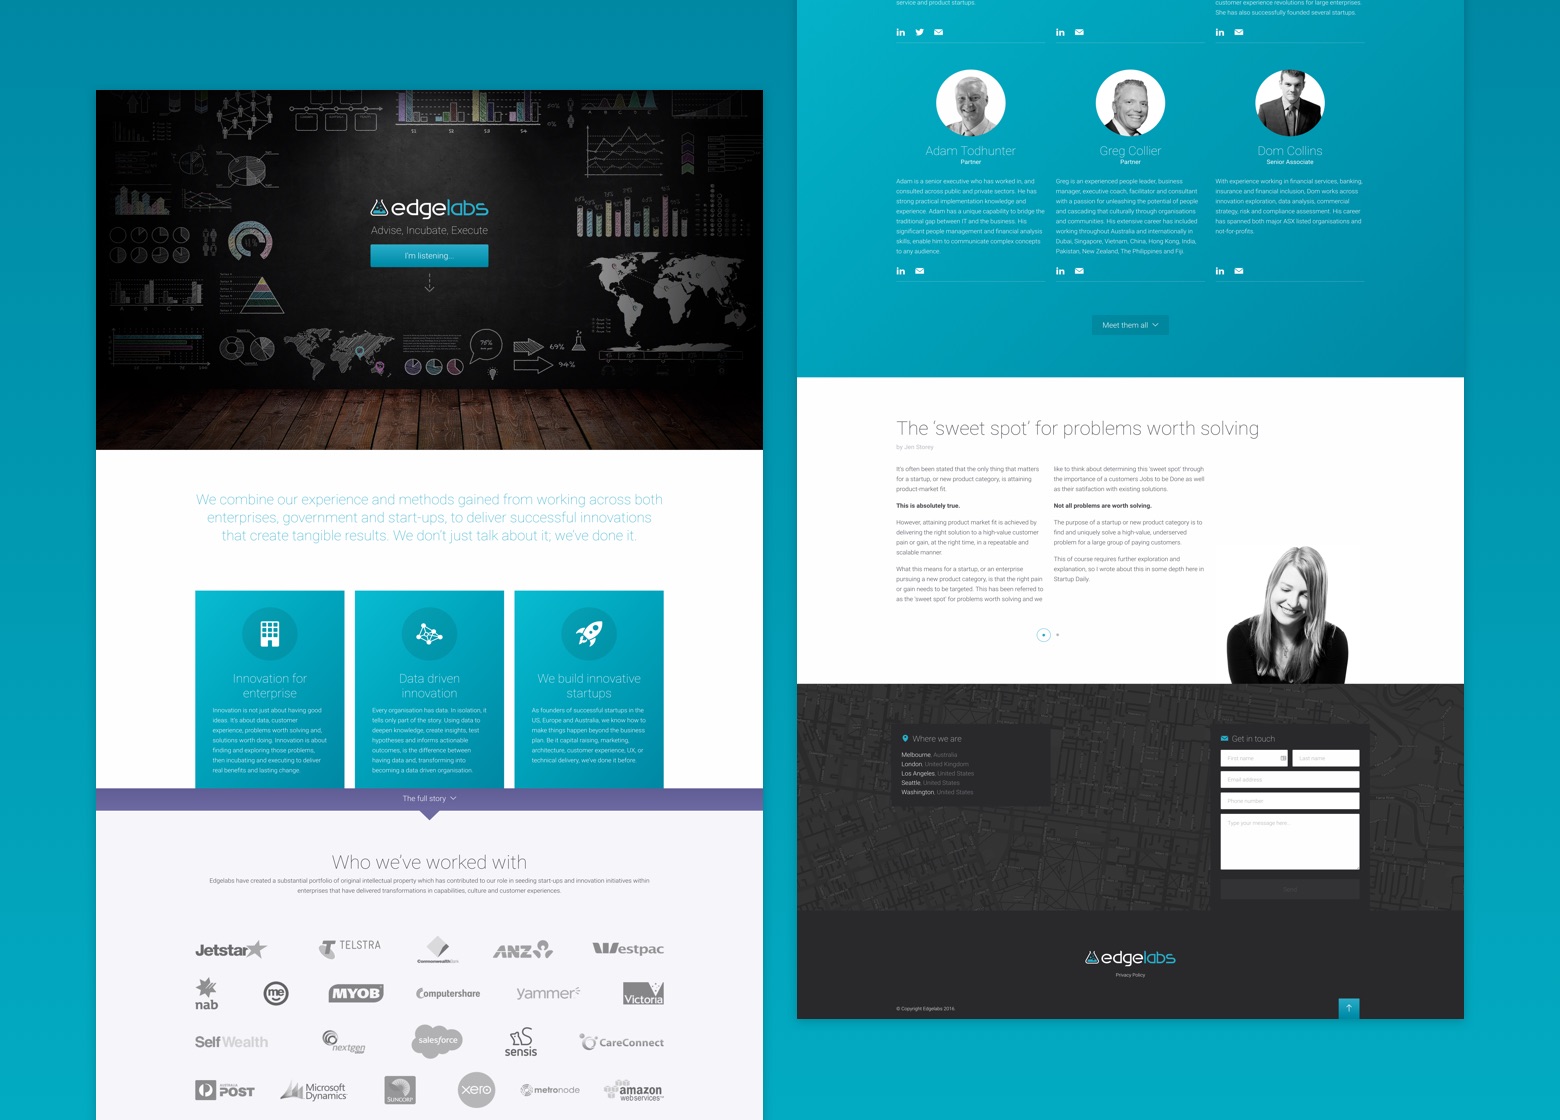 S1 S2 S3 S4
edgelabs
Advise, Incubate, Execute
I'm listening...
78%
69%
94%
We combine our experience and methods gained from working across both
enterprises, government and start-ups, to deliver successful innovations
that create tangible results. We don't just talk about it; we've done it.
Innovation for
enterprise
Innovation is not just about having good
ideas. It's about data, customer
experience, problems worth solving and,
solutions worth doing. Innovation is about
finding and exploring those problems,
then incubating and executing to deliver
real benefits and lasting change.
Data driven
innovation
Every organisation has data. In isolation, it
tells only part of the story. Using data to
deepen knowledge, create insights, test
hypotheses and informs actionable
outcomes, is the difference between
having data and, transforming into
becoming a data driven organisation.
We build innovative
startups
As founders of successful startups in the
US, Europe and Australia, we know how to
make things happen beyond the business
plan. Be it capital raising, marketing,
architecture, customer experience, UX, or
technical delivery, we've done it before.
The full story
Who we've worked with
Edgelabs have created a substantial portfolio of original intellectual property which has contributed to our role in seeding start-ups and innovation initiatives within
enterprises that have delivered transformations in capabilities, culture and customer experiences.
Jetstar
TELSTRA
CommonwealthBank
ANZ
Westpac
nab
me
MYOB
Computershare
yammer
Victoria
SelfWealth
nextgen
salesforce
sensis
CareConnect
AUSTRALIA
POST
Microsoft
Dynamics
SUNCORP
xero
metronode
amazon
webservices
service and product startups.
customer experience revolutions for large enterprises.
She has also successfully founded several startups.
in
in
in
Adam Todhunter
Partner
Adam is a senior executive who has worked in, and
consulted across public and private sectors. He has
strong practical implementation knowledge and
experience. Adam has a unique capability to bridge the
traditional gap between IT and the business. His
significant people management and financial analysis
skills, enable him to communicate complex concepts
to any audience.
in
Greg Collier
Partner
Greg is an experienced people leader, business
manager, executive coach, facilitator and consultant
with a passion for unleashing the potential of people
and cascading that culturally through organisations
and communities. His extensive career has included
working throughout Australia and internationally in
Dubai, Singapore, Vietnam, China, Hong Kong, India,
Pakistan, New Zealand, The Philippines and Fiji.
in
Dom Collins
Senior Associate
With experience working in financial services, banking,
insurance and financial inclusion, Dom works across
innovation exploration, data analysis, commercial
strategy, risk and compliance assessment. His career
has spanned both major ASX listed organisations and
not-for-profits.
in
Meet them all
The 'sweet spot' for problems worth solving
by Jen Storey
It's often been stated that the only thing that matters
for a startup, or new product category, is attaining
product-market fit.
This is absolutely true.
However, attaining product market fit is achieved by
delivering the right solution to a high-value customer
pain or gain, at the right time, in a repeatable and
scalable manner.
What this means for a startup, or an enterprise
pursuing a new product category, is that the right pain
or gain needs to be targeted. This has been referred to
as the 'sweet spot' for problems worth solving and we
like to think about determining this 'sweet spot' through
the importance of a customers Jobs to be Done as well
as their satifaction with existing solutions.
Not all problems are worth solving.
The purpose of a startup or new product category is to
find and uniquely solve a high-value, underserved
problem for a large group of paying customers.
This of course requires further exploration and
explanation, so I wrote about this in some depth here in
Startup Daily.
Where we are
Melbourne, Australia
London, United Kingdom
Los Angeles, United States
Seattle, United States
Washington, United States
Get in touch
First name
Last name
Email address
Phone number
Type your message here...
Send
edgelabs
Privacy Policy
© Copyright Edgelabs 2016.